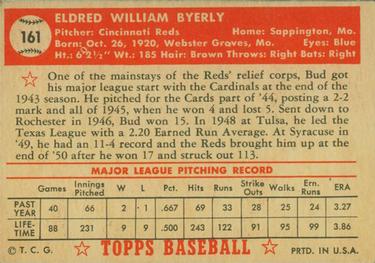 161
ELDRED WILLIAM BYERLY
Pitcher: Cincinnati Reds Home: Sappington, Mo.
Born: Oct. 26, 1920, Webster Graves, Mo. Eyes: Blue
Ht.: 6'2½" Wt.: 185 Hair: Brown Throws: Right Bats: Right
One of the mainstays of the Reds' relief corps, Bud got
his major league start with the Cardinals at the end of the
1943 season. He pitched for the Cards part of '44, posting a 2-2
mark and all of 1945, when he won 4 and lost 5. Sent down to
Rochester in 1946, Bud won 15. In 1948 at Tulsa, he led the
Texas League with a 2.20 Earned Run Average. At Syracuse in
'49, he had an 11-4 record and the Reds brought him up at the
end of '50 after he won 17 and struck out 113.
MAJOR LEAGUE PITCHING RECORD
Games Innings Pitched W L Pct. Hits Runs Strike Outs Walks Ern. Runs ERA
PAST YEAR 40 66 2 1 .667 69 33 28 25 24 3.27
LIFE-TIME 88 231 9 9 .500 243 122 91 95 99 3.86
© T. C. G. TOPPS BASEBALL PRTD. IN U.S.A.